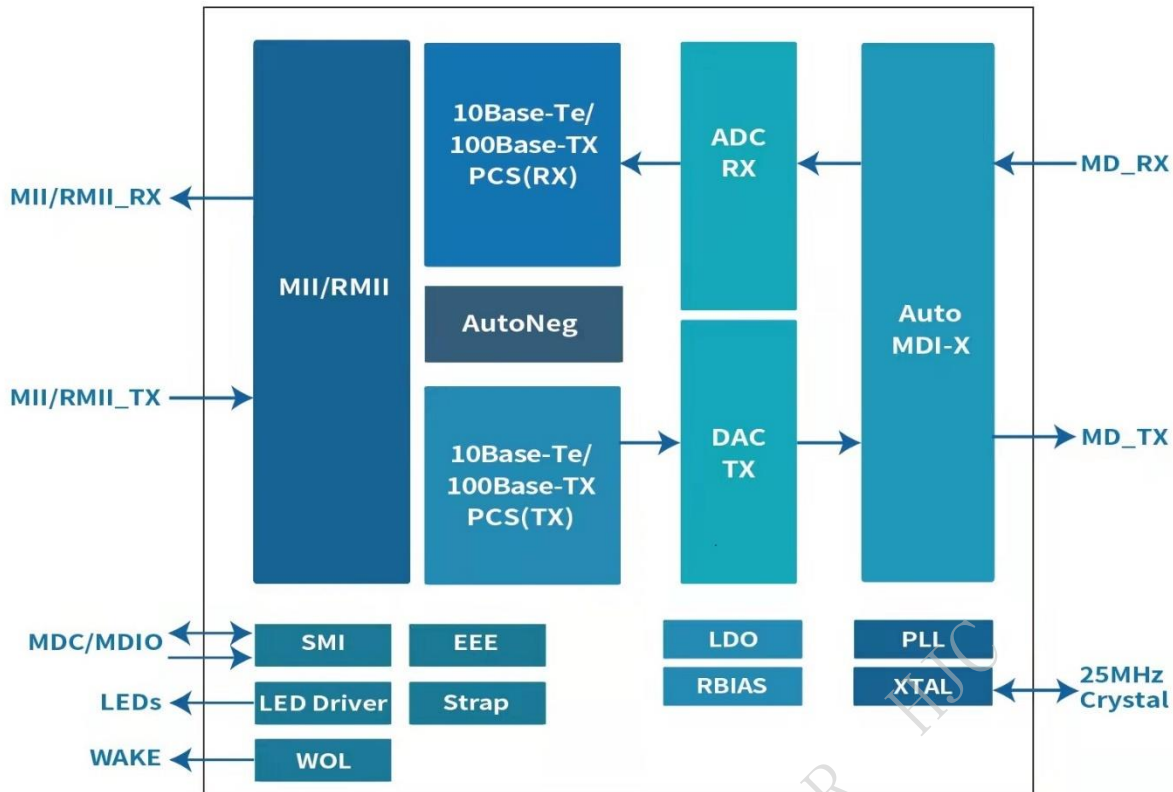 10Base-Te/
100Base-TX
PCS(RX)
ADC
RX
MD_RX
MII/RMII_RX
MII/RMII
AutoNeg
Auto
MDI-X
MII/RMII_TX
10Base-Te/
100Base-TX
PCS(TX)
DAC
TX
MD_TX
MDC/MDIO
SMI
EEE
LDO
PLL
LEDs
LED Driver
Strap
RBIAS
XTAL
25MHz
Crystal
WAKE
WOL
HJC
R